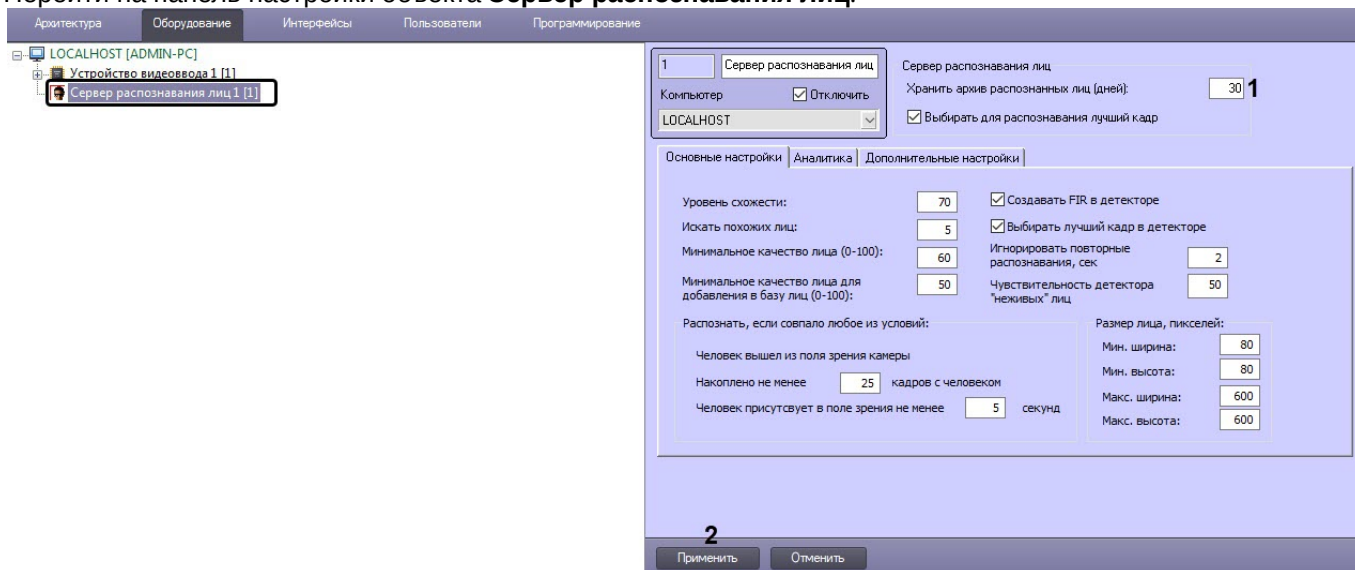 Перейти на панель настройки объекта Сервер распознавания лиц.
Архитектура Оборудование Интерфейсы Пользователи Программирование
LOCALHOST [ADMIN-PC]
Устройство видеоввода 1 [1]
Сервер распознавания лиц 1 [1]
1 Сервер распознавания лиц
Компьютер Отключить
LOCALHOST
Сервер распознавания лиц
Хранить архив распознанных лиц (дней): 30 1
Выбирать для распознавания лучший кадр
Основные настройки Аналитика Дополнительные настройки
Уровень схожести: 70
Искать похожих лиц: 5
Минимальное качество лица (0-100): 60
Минимальное качество лица для
добавления в базу лиц (0-100): 50
Создавать FIR в детекторе
Выбирать лучший кадр в детекторе
Игнорировать повторные
распознавания, сек 2
Чувствительность детектора
"неживых" лиц 50
Распознать, если совпало любое из условий:
Человек вышел из поля зрения камеры
Накоплено не менее 25 кадров с человеком
Человек присутсвует в поле зрения не менее 5 секунд
Размер лица, пикселей:
Мин. ширина: 80
Мин. высота: 80
Макс. ширина: 600
Макс. высота: 600
2
Применить Отменить